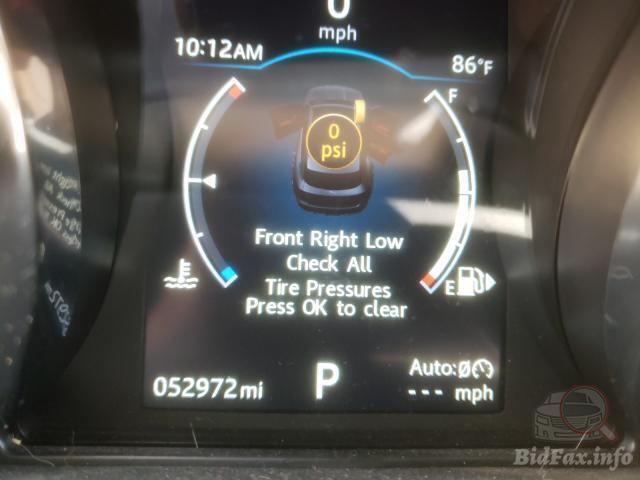 0
mph
10:12AM
86°F
F
0
psi
Front Right Low
Check All
Tire Pressures
Press OK to clear
E
052972mi
P
Auto:
--- mph
BidFax.info